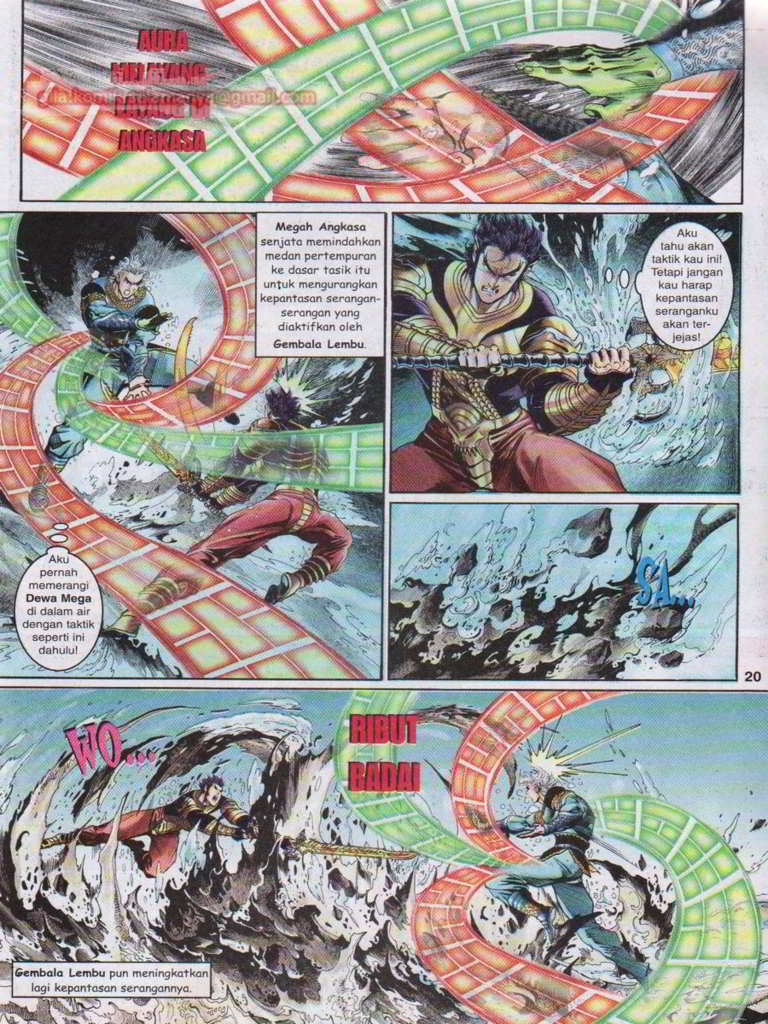 AURA
MELAYANG-
LAYANG DI
ANGKASA
Megah Angkasa
senjata memindahkan
medan pertempuran
ke dasar tasik itu
untuk mengurangkan
kepantasan serangan-
serangan yang
diaktifkan oleh
Gembala Lembu.
Aku
pernah
memerangi
Dewa Mega
di dalam air
dengan taktik
seperti ini
dahulu!
Aku
tahu akan
taktik kau ini!
Tetapi jangan
kau harap
kepantasan
seranganku
akan ter-
jejas!
SA...
20
WO...
RIBUT
BADAI
Gembala Lembu pun meningkatkan
lagi kepantasan serangannya.